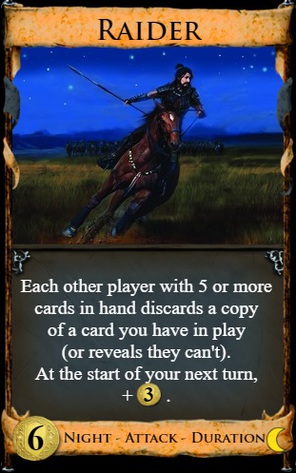 RAIDER
Each other player with 5 or more
cards in hand discards a copy
of a card you have in play
(or reveals they can't).
At the start of your next turn,
+ 3 .
6 NIGHT - ATTACK - DURATION